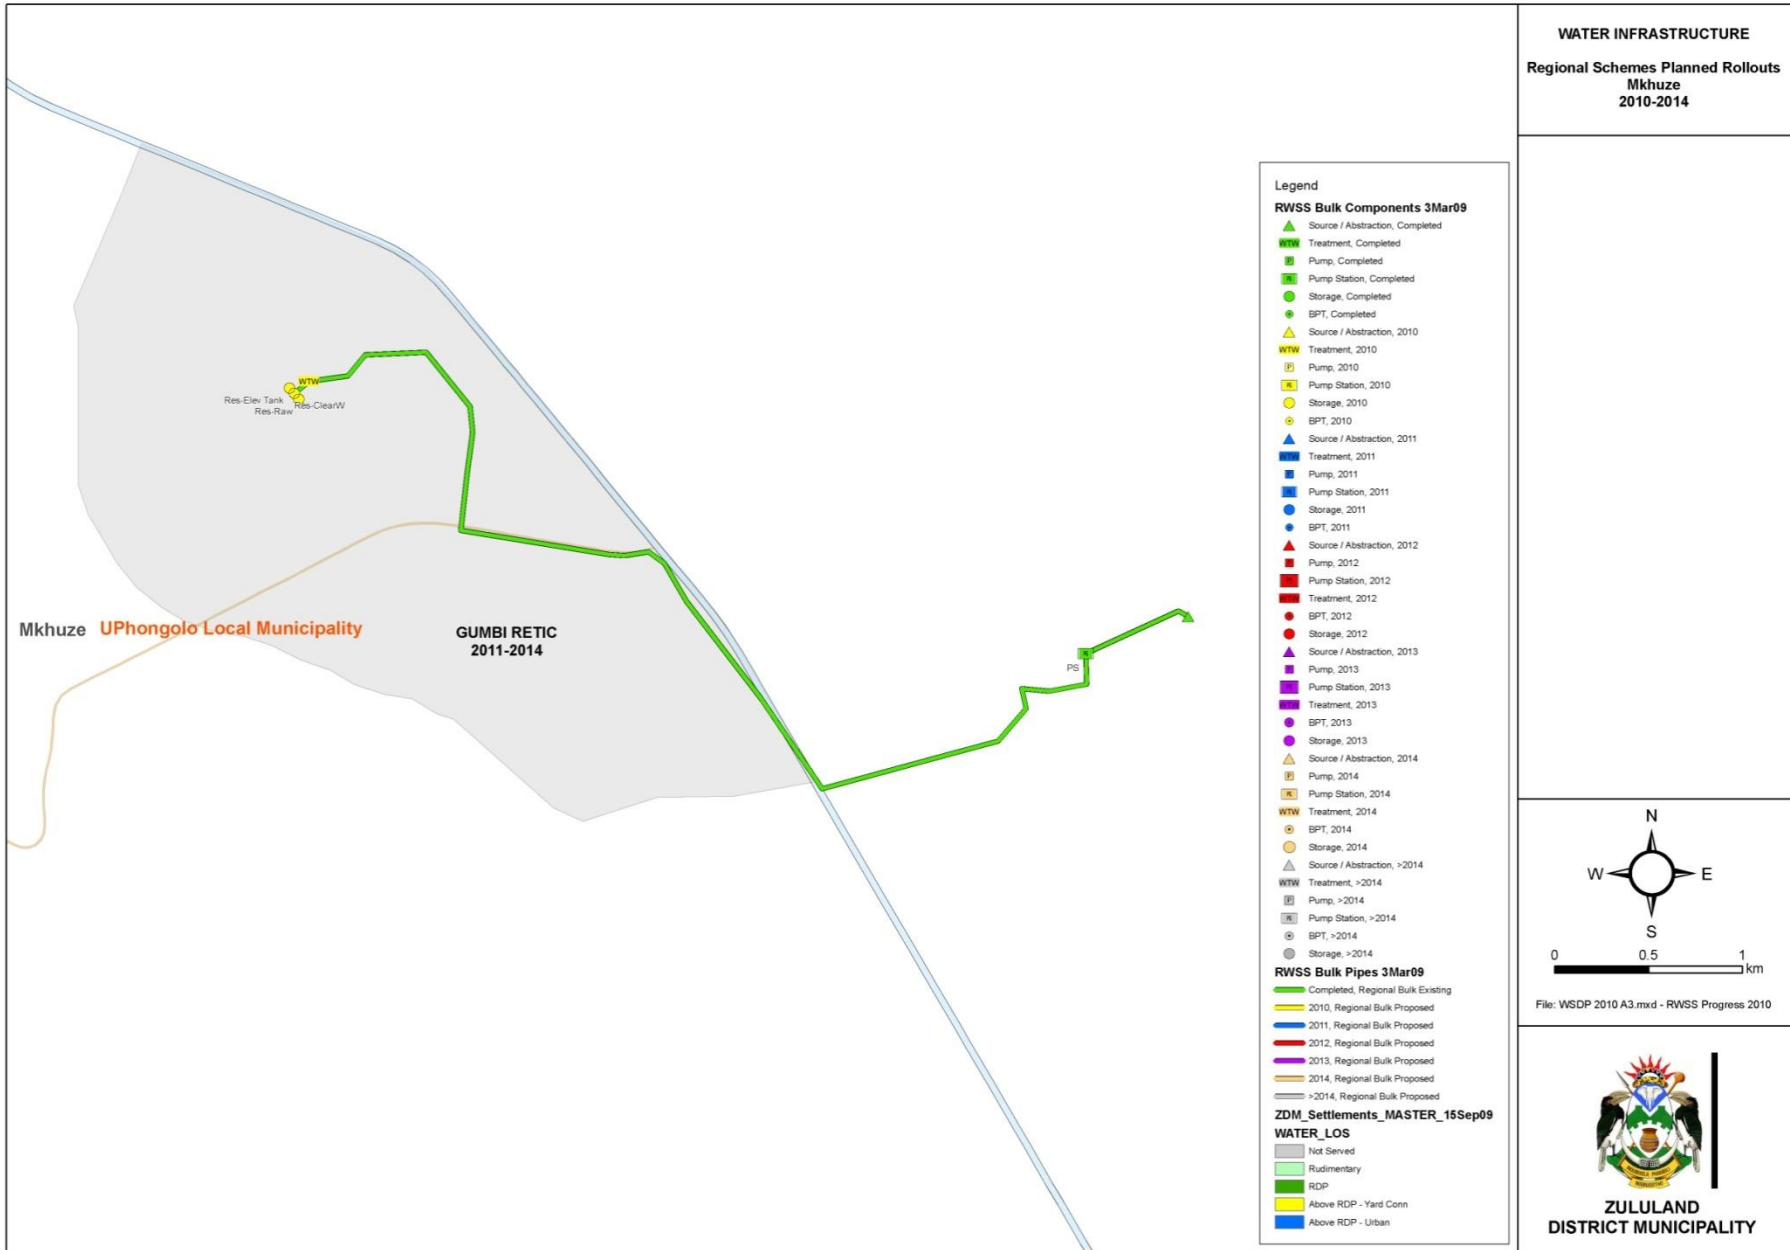 WATER INFRASTRUCTURE
Regional Schemes Planned Rollouts
Mkhuze
2010-2014
WTW
Res-Elev Tank
Res-ClearW
Res-Raw
Mkhuze
UPhongolo Local Municipality
GUMBI RETIC
2011-2014
PS
Legend
RWSS Bulk Components 3Mar09
Source / Abstraction, Completed
WTW Treatment, Completed
P Pump, Completed
Pump Station, Completed
Storage, Completed
BPT, Completed
Source / Abstraction, 2010
WTW Treatment, 2010
P Pump, 2010
Pump Station, 2010
Storage, 2010
BPT, 2010
Source / Abstraction, 2011
WTW Treatment, 2011
P Pump, 2011
Pump Station, 2011
Storage, 2011
BPT, 2011
Source / Abstraction, 2012
P Pump, 2012
Pump Station, 2012
WTW Treatment, 2012
BPT, 2012
Storage, 2012
Source / Abstraction, 2013
P Pump, 2013
Pump Station, 2013
WTW Treatment, 2013
BPT, 2013
Storage, 2013
Source / Abstraction, 2014
P Pump, 2014
Pump Station, 2014
WTW Treatment, 2014
BPT, 2014
Storage, 2014
Source / Abstraction, >2014
WTW Treatment, >2014
P Pump, >2014
Pump Station, >2014
BPT, >2014
Storage, >2014
RWSS Bulk Pipes 3Mar09
Completed, Regional Bulk Existing
2010, Regional Bulk Proposed
2011, Regional Bulk Proposed
2012, Regional Bulk Proposed
2013, Regional Bulk Proposed
2014, Regional Bulk Proposed
>2014, Regional Bulk Proposed
ZDM_Settlements_MASTER_15Sep09
WATER_LOS
Not Served
Rudimentary
RDP
Above RDP - Yard Conn
Above RDP - Urban
N
W E
S
0 0.5 1
km
File: WSDP 2010 A3.mxd - RWSS Progress 2010
ZULULAND
DISTRICT MUNICIPALITY